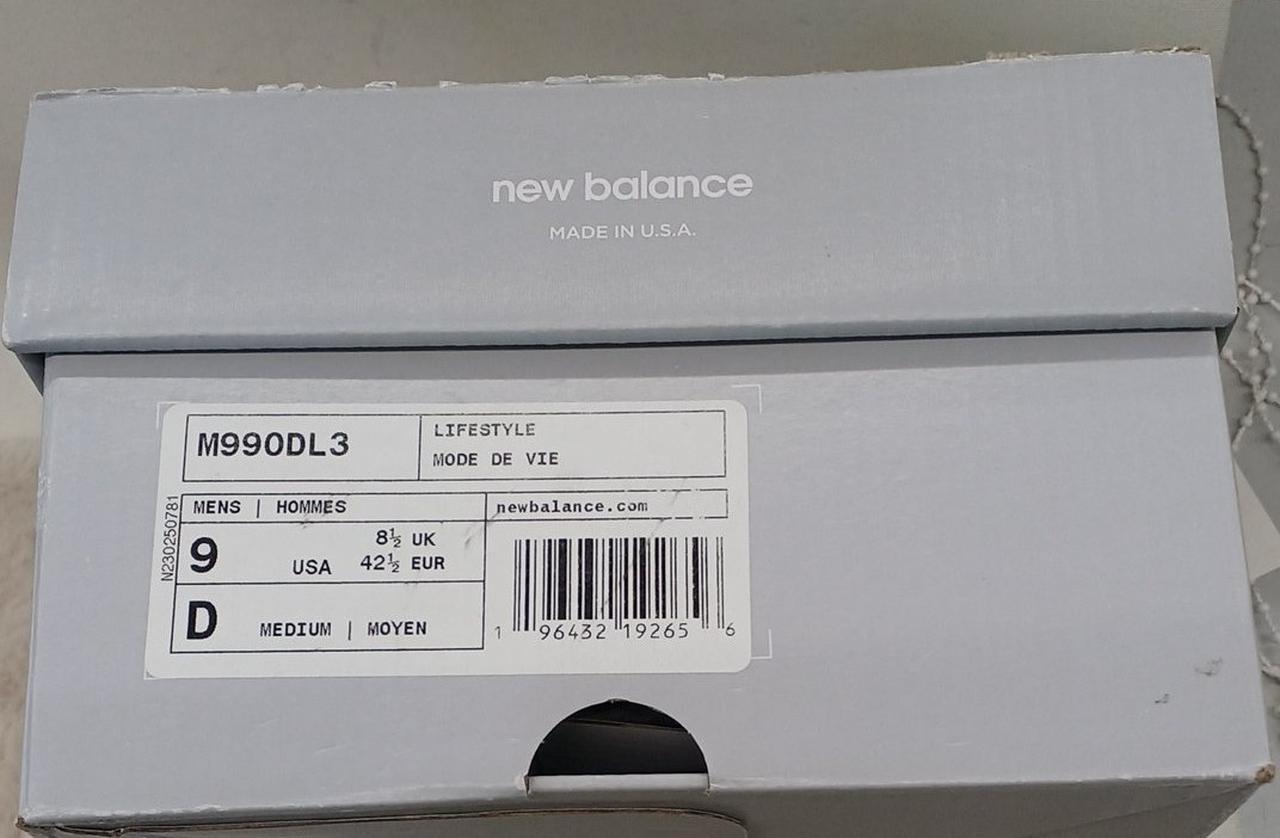 new balance
MADE IN U.S.A.
M990DL3
LIFESTYLE
MODE DE VIE
N230250781
MENS | HOMMES
newbalance.com
9 USA
8½ UK
42½ EUR
D MEDIUM | MOYEN
1 96432 19265 6